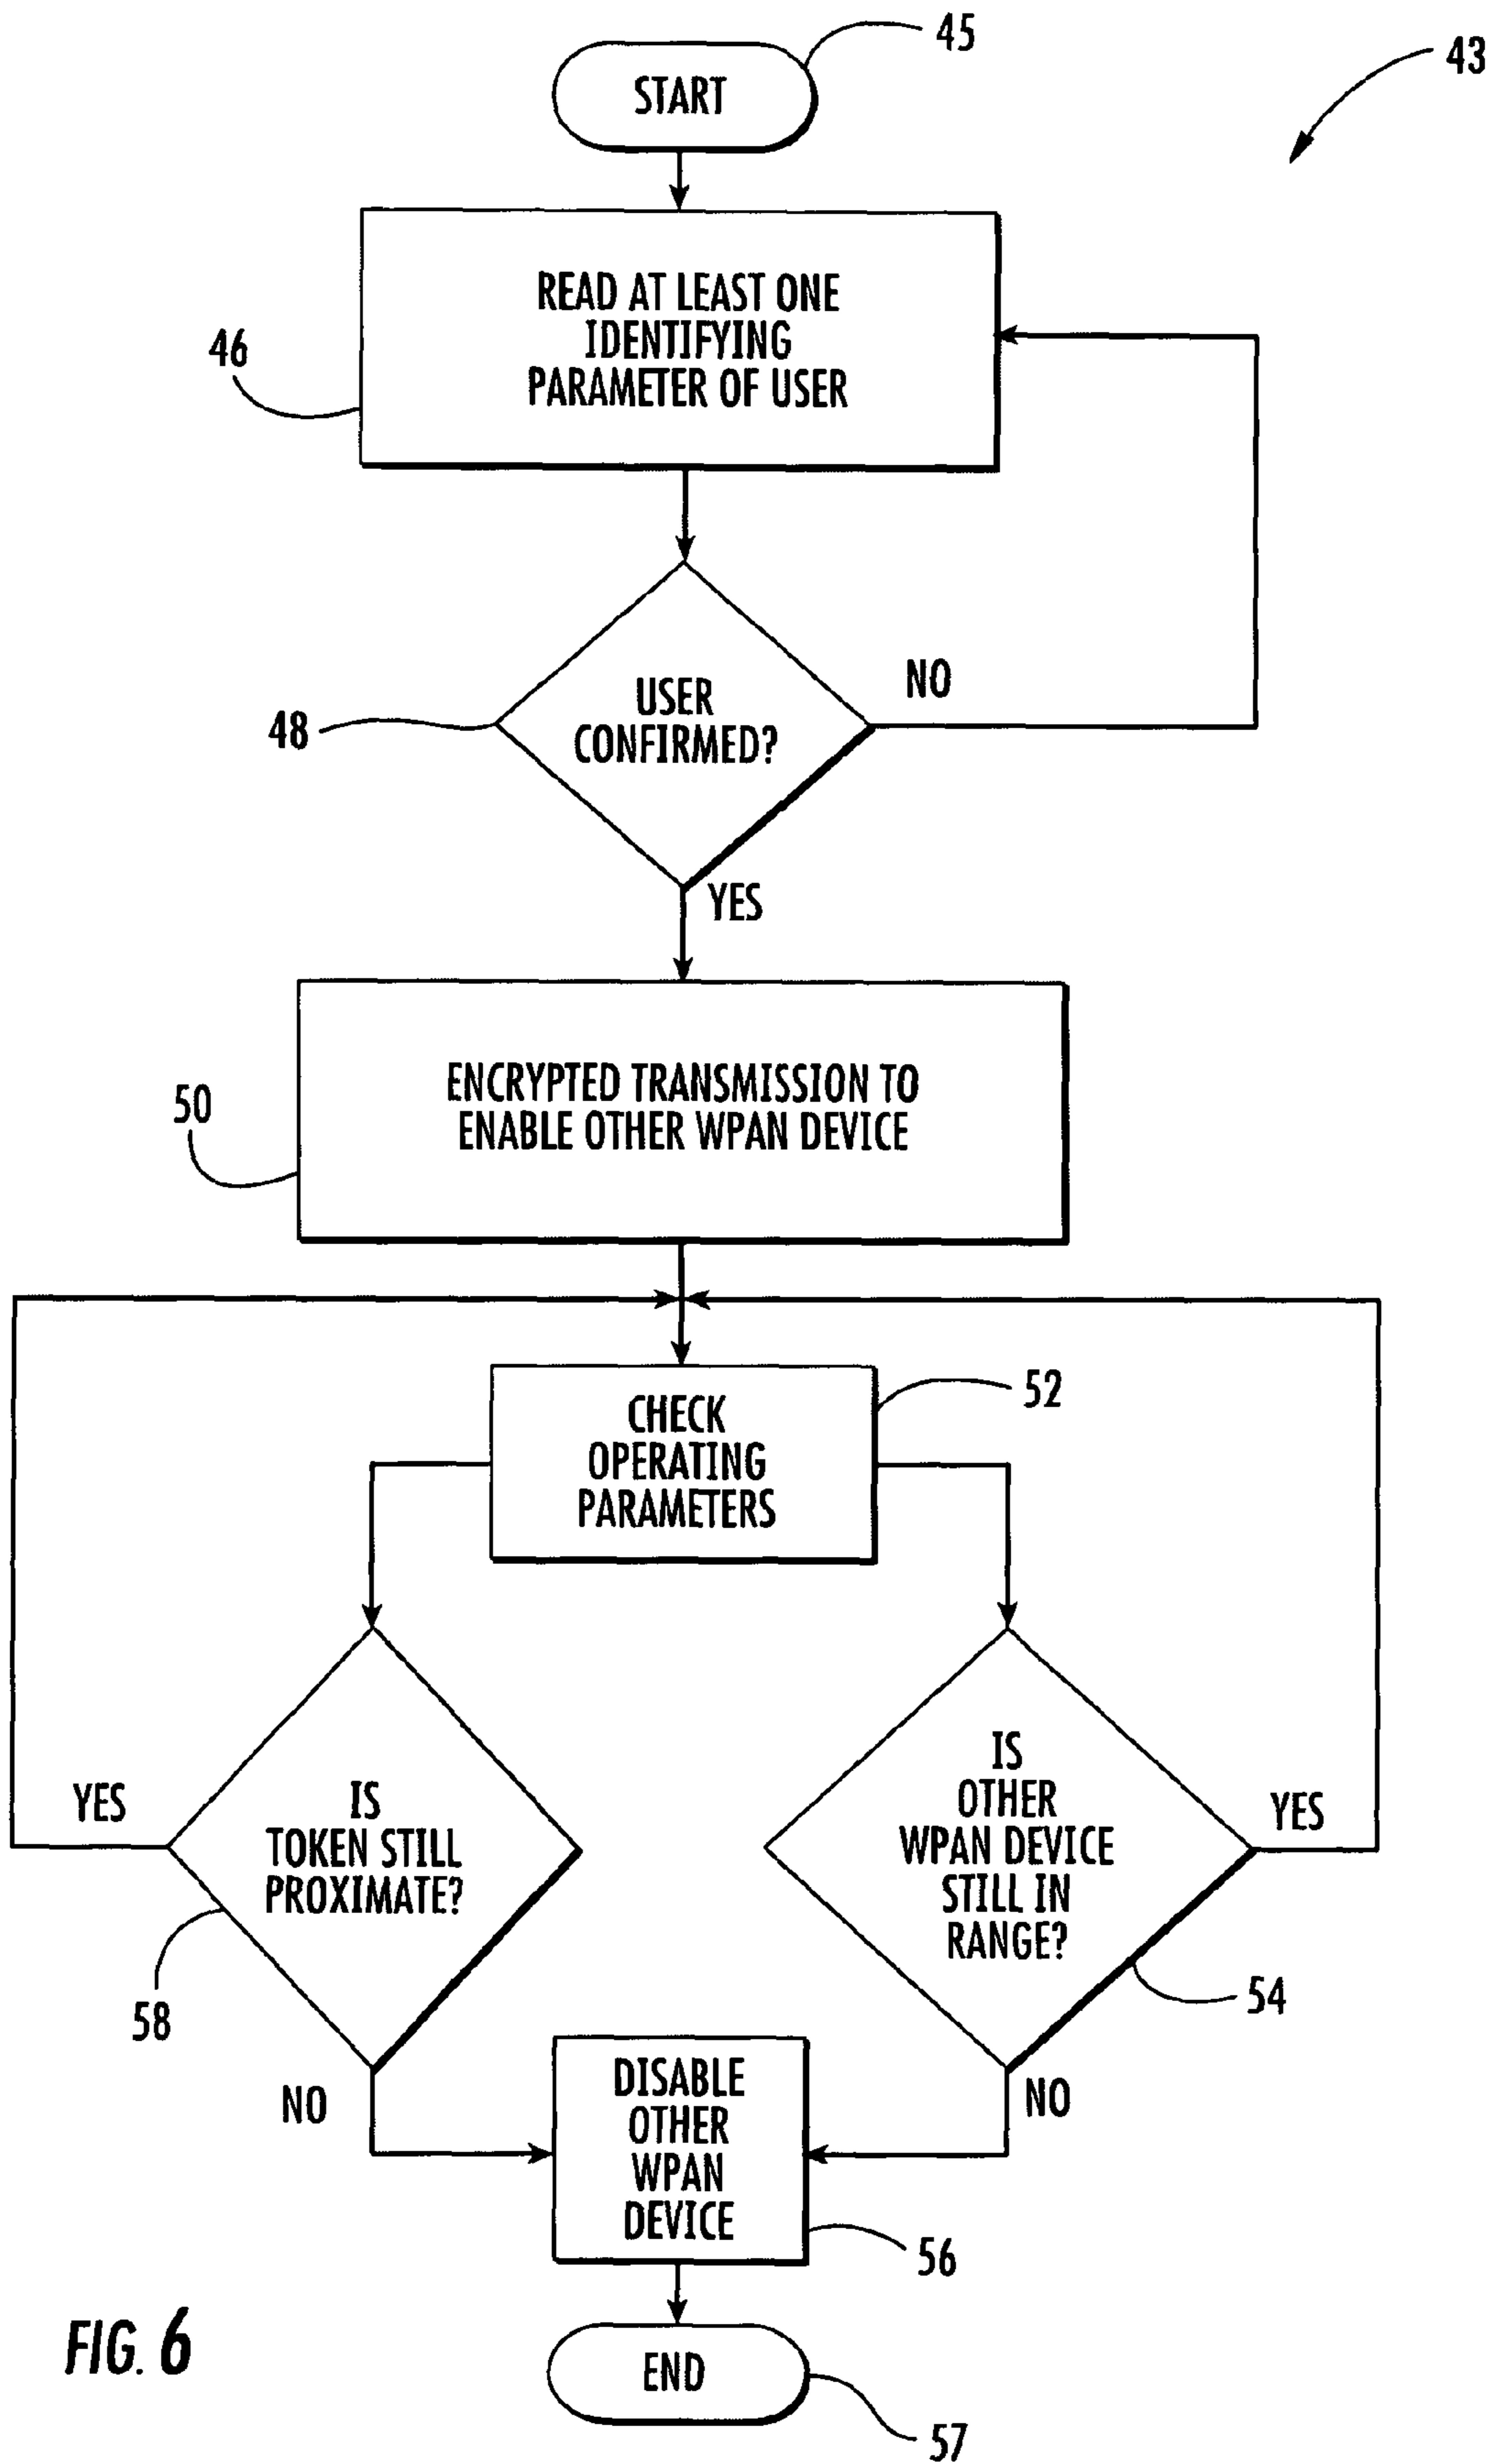 45
43
START
READ AT LEAST ONE
IDENTIFYING
PARAMETER OF USER
46
USER
CONFIRMED?
NO
48
YES
ENCRYPTED TRANSMISSION TO
ENABLE OTHER WPAN DEVICE
50
CHECK
OPERATING
PARAMETERS
52
IS
TOKEN STILL
PROXIMATE?
YES
58
NO
IS
OTHER
WPAN DEVICE
STILL IN
RANGE?
YES
54
NO
DISABLE
OTHER
WPAN
DEVICE
56
END
57
FIG. 6